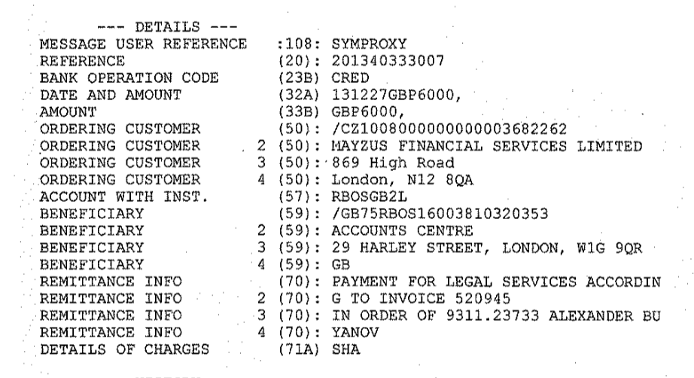 --- DETAILS ---
MESSAGE USER REFERENCE :108: SYMPROXY
REFERENCE (20): 201340333007
BANK OPERATION CODE (23B) CRED
DATE AND AMOUNT (32A) 131227GBP6000,
AMOUNT (33B) GBP6000,
ORDERING CUSTOMER (50): /CZ1008000000000003682262
ORDERING CUSTOMER 2 (50): MAYZUS FINANCIAL SERVICES LIMITED
ORDERING CUSTOMER 3 (50): 869 High Road
ORDERING CUSTOMER 4 (50): London, N12 8QA
ACCOUNT WITH INST. (57): RBOSGB2L
BENEFICIARY (59): /GB75RBOS16003810320353
BENEFICIARY 2 (59): ACCOUNTS CENTRE
BENEFICIARY 3 (59): 29 HARLEY STREET, LONDON, W1G 9QR
BENEFICIARY 4 (59): GB
REMITTANCE INFO (70): PAYMENT FOR LEGAL SERVICES ACCORDIN
REMITTANCE INFO 2 (70): G TO INVOICE 520945
REMITTANCE INFO 3 (70): IN ORDER OF 9311.23733 ALEXANDER BU
REMITTANCE INFO 4 (70): YANOV
DETAILS OF CHARGES (71A) SHA